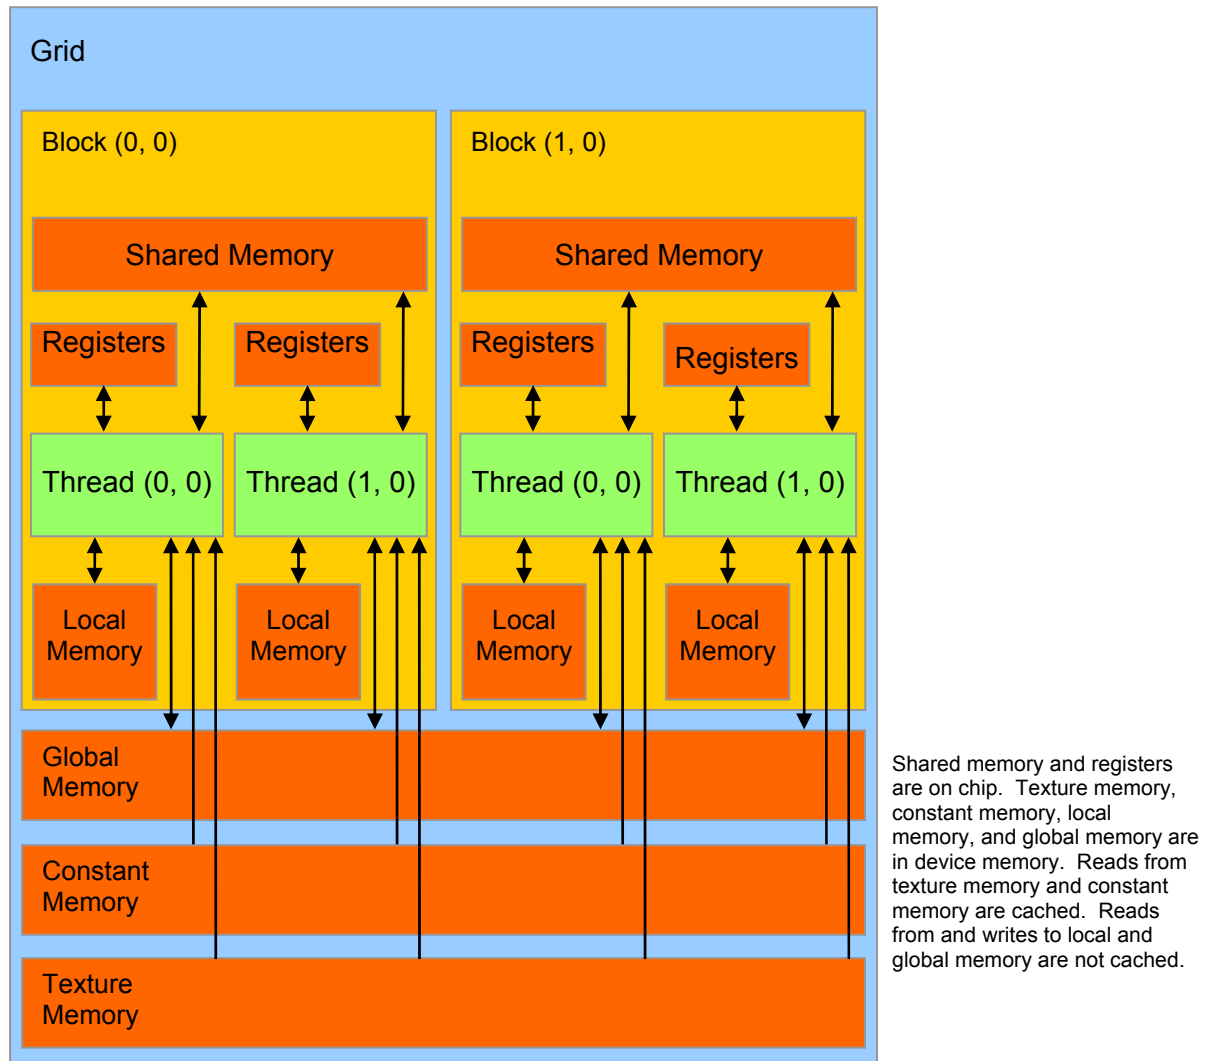 Grid
Block (0, 0)
Shared Memory
Registers
Registers
Thread (0, 0)
Thread (1, 0)
Local
Memory
Local
Memory
Block (1, 0)
Shared Memory
Registers
Registers
Thread (0, 0)
Thread (1, 0)
Local
Memory
Local
Memory
Global
Memory
Constant
Memory
Texture
Memory
Shared memory and registers
are on chip. Texture memory,
constant memory, local
memory, and global memory are
in device memory. Reads from
texture memory and constant
memory are cached. Reads
from and writes to local and
global memory are not cached.